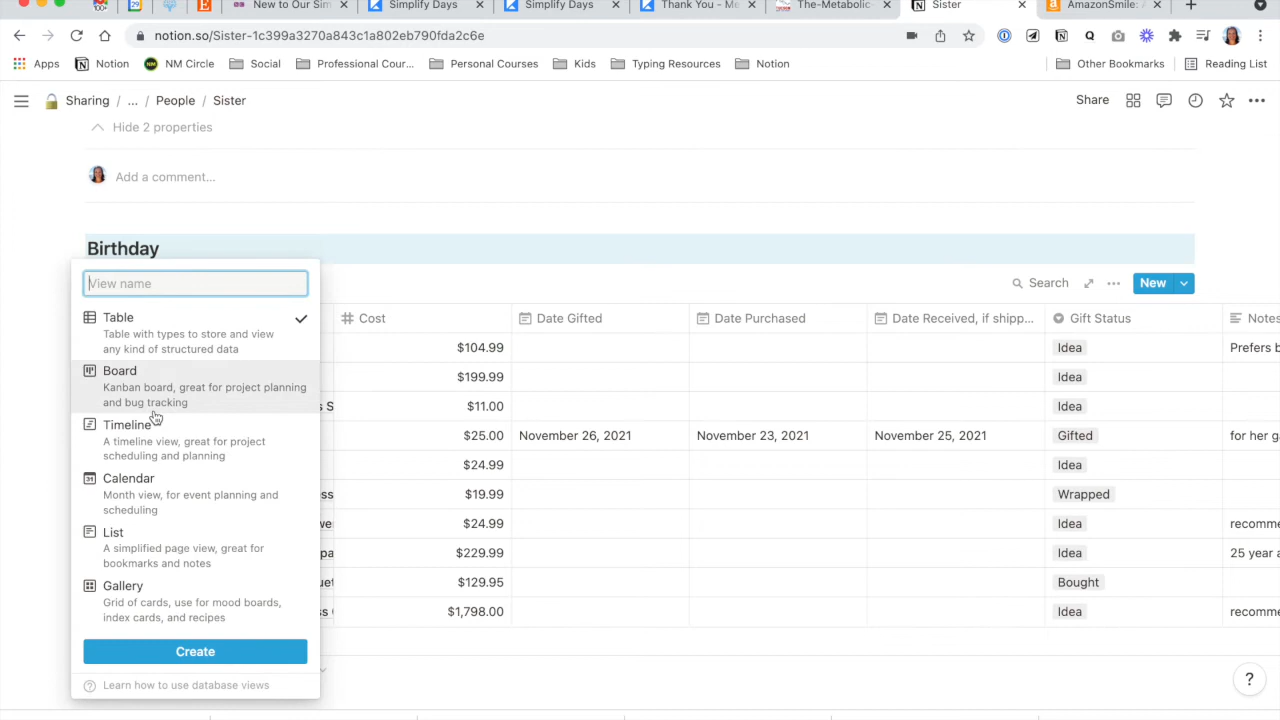 New to Our Sim
Simplify Days
Simplify Days
Thank You - Me
The-Metabolic-
Sister
AmazonSmile:
notion.so/Sister-1c399a3270a843c1a802eb790fda2c6e
Apps
Notion
NM Circle
Social
Professional Cour...
Personal Courses
Kids
Typing Resources
Notion
Other Bookmarks
Reading List
Sharing / ... / People / Sister
Share
Hide 2 properties
Add a comment...
Birthday
View name
Search
New
Table
Table with types to store and view
any kind of structured data
Board
Kanban board, great for project planning
and bug tracking
Timeline
A timeline view, great for project
scheduling and planning
Calendar
Month view, for event planning and
scheduling
List
A simplified page view, great for
bookmarks and notes
Gallery
Grid of cards, use for mood boards,
index cards, and recipes
Create
Learn how to use database views
Cost Date Gifted Date Purchased Date Received, if shipp... Gift Status Notes
$104.99 Idea Prefers b
$199.99 Idea
s S $11.00 Idea
$25.00 November 26, 2021 November 23, 2021 November 25, 2021 Gifted for her g
$24.99 Idea
$19.99 Wrapped
$24.99 Idea recomme
$229.99 Idea 25 year a
$129.95 Bought
$1,798.00 Idea recomme
?